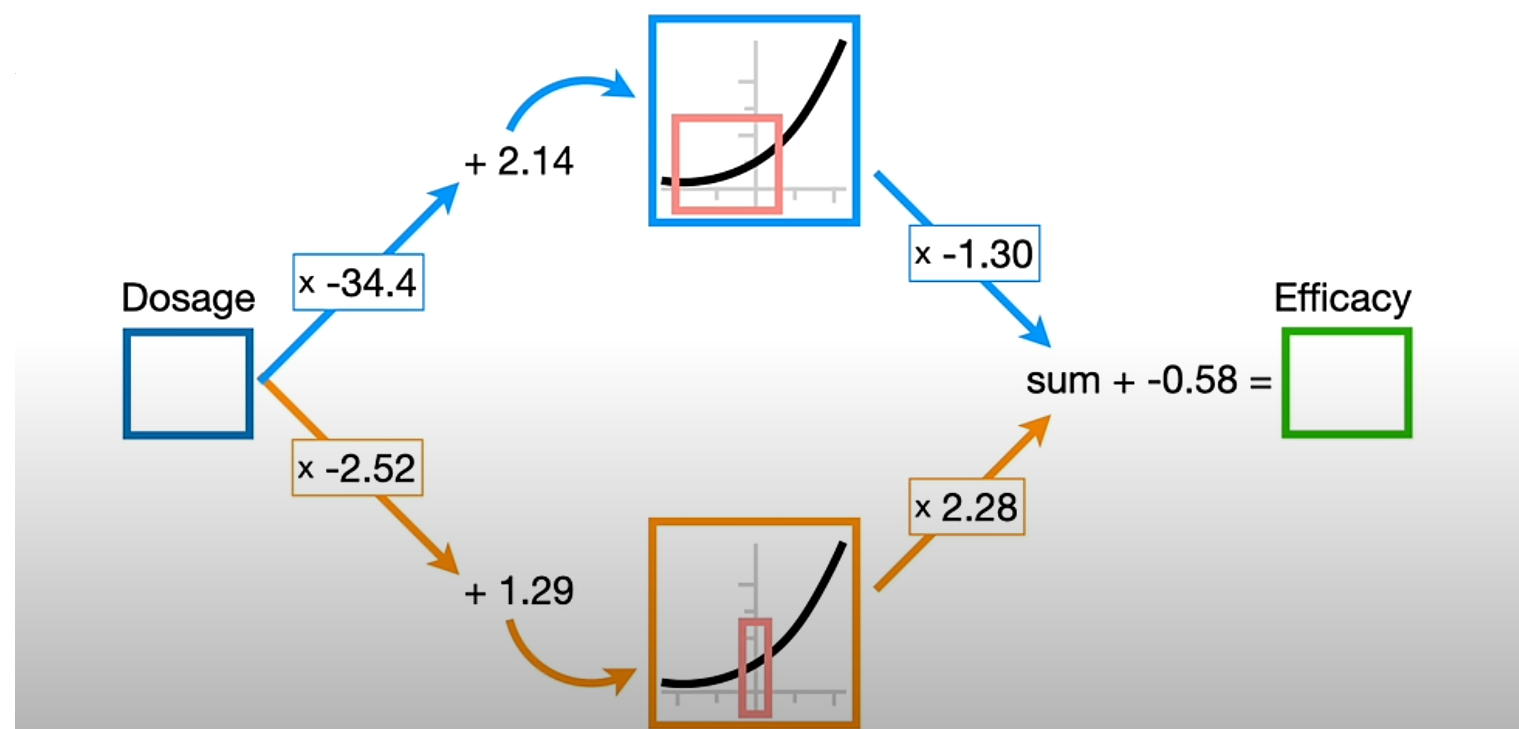 + 2.14
x -34.4
x -1.30
Dosage
Efficacy
sum + -0.58 =
x -2.52
x 2.28
+ 1.29